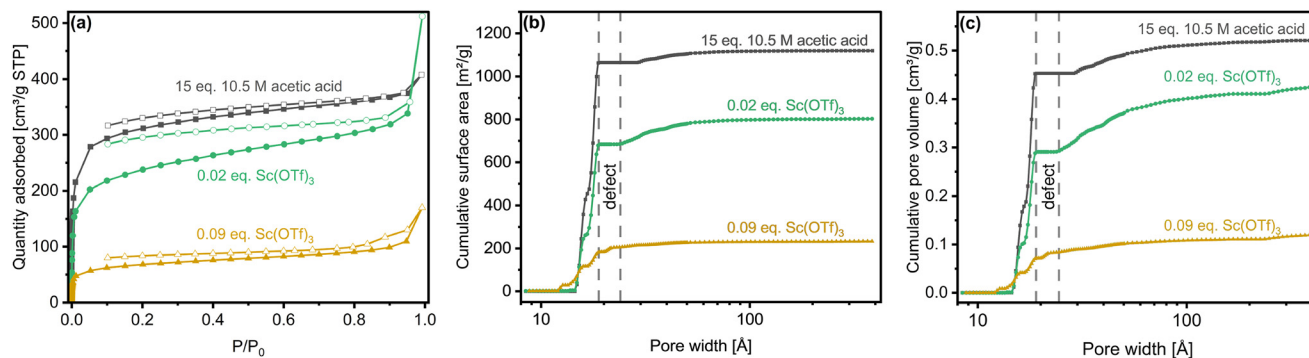 (a)
15 eq. 10.5 M acetic acid
0.02 eq. Sc(OTf)₃
0.09 eq. Sc(OTf)₃
Quantity adsorbed [cm³/g STP]
500
400
300
200
100
0
0.0 0.2 0.4 0.6 0.8 1.0
P/P₀
(b)
15 eq. 10.5 M acetic acid
0.02 eq. Sc(OTf)₃
defect
0.09 eq. Sc(OTf)₃
Cumulative surface area [m²/g]
1200
1000
800
600
400
200
0
10 100
Pore width [Å]
(c)
15 eq. 10.5 M acetic acid
0.02 eq. Sc(OTf)₃
defect
0.09 eq. Sc(OTf)₃
Cumulative pore volume [cm³/g]
0.5
0.4
0.3
0.2
0.1
0.0
10 100
Pore width [Å]